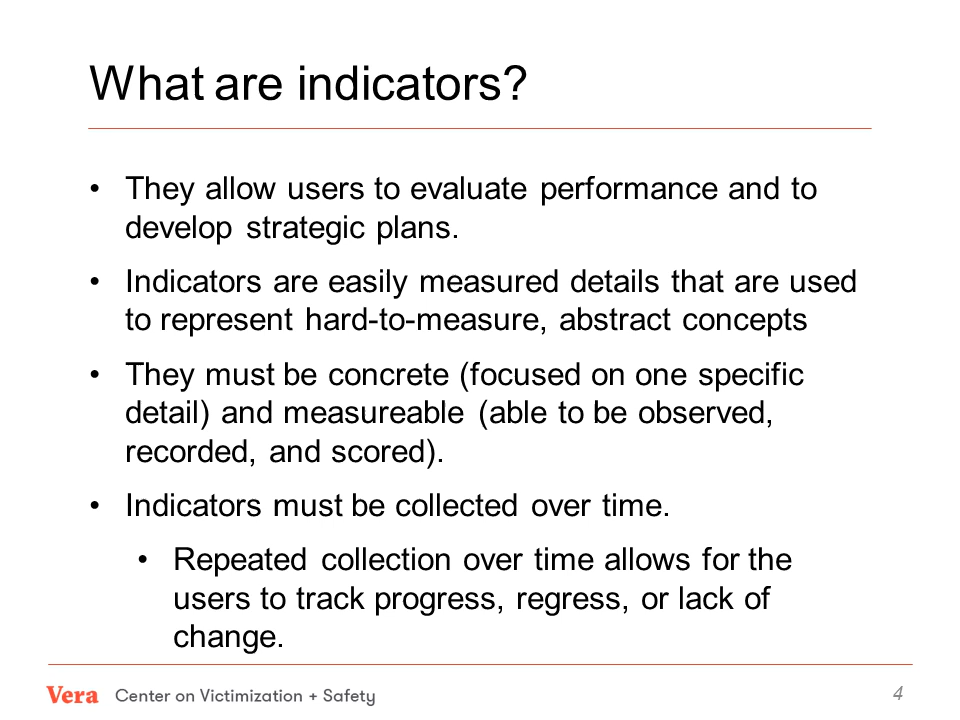 What are indicators?
• They allow users to evaluate performance and to
develop strategic plans.
• Indicators are easily measured details that are used
to represent hard-to-measure, abstract concepts
• They must be concrete (focused on one specific
detail) and measureable (able to be observed,
recorded, and scored).
• Indicators must be collected over time.
• Repeated collection over time allows for the
users to track progress, regress, or lack of
change.
Vera Center on Victimization + Safety
4